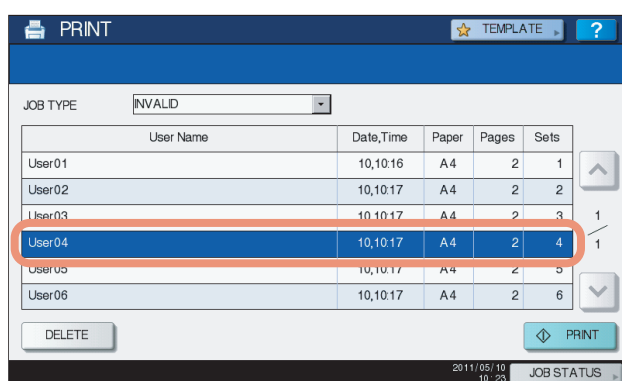 PRINT TEMPLATE ?
JOB TYPE INVALID
User Name Date,Time Paper Pages Sets
User01 10,10:16 A4 2 1
User02 10,10:17 A4 2 2
User03 10,10:17 A4 2 3 1
User04 10,10:17 A4 2 4 1
User05 10,10:17 A4 2 5
User06 10,10:17 A4 2 6
DELETE PRINT
2011/05/10
10:23 JOB STATUS